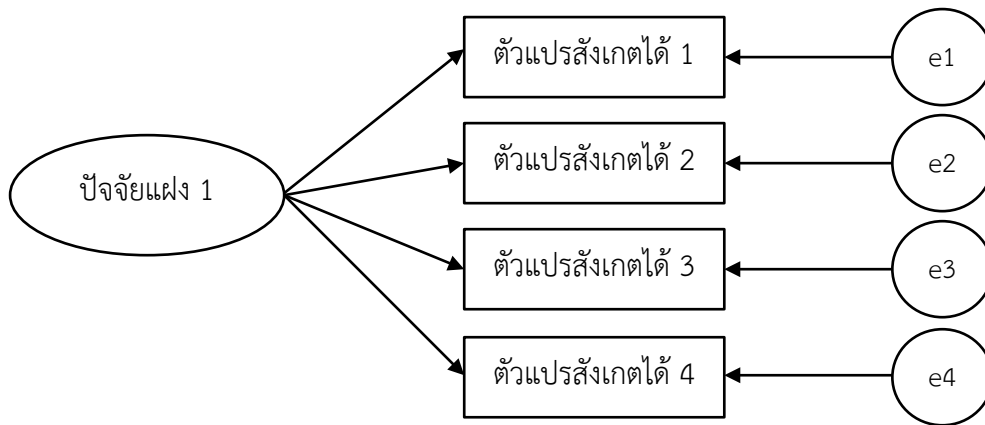 ตัวแปรสังเกตได้ 1
e1
ตัวแปรสังเกตได้ 2
e2
ปัจจัยแฝง 1
ตัวแปรสังเกตได้ 3
e3
ตัวแปรสังเกตได้ 4
e4